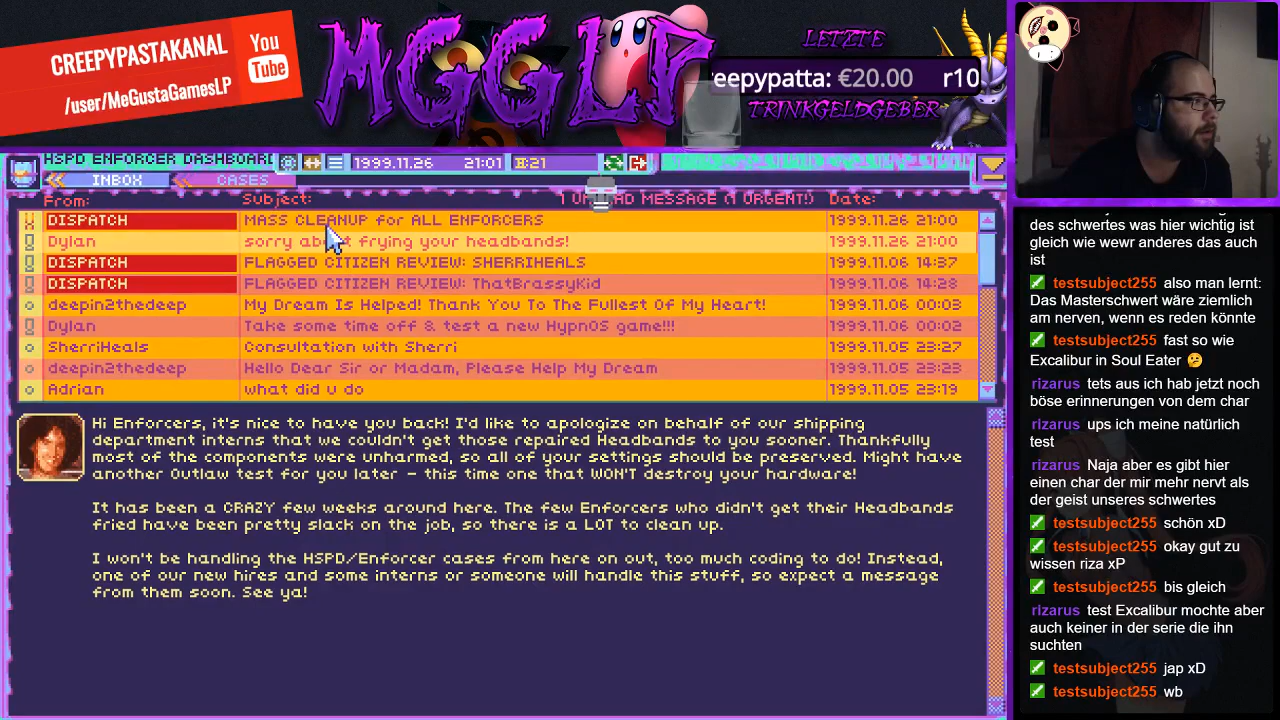 CREEPYPASTAKANAL
/user/MeGustaGamesLP
You
Tube
MGGLP
LETZTE
reepypatta: €20.00 r10
TRINKGELDGEBER
HSPD ENFORCER DASHBOARD
1999.11.26 21:01
INBOX
CASES
From: Subject: Date:
DISPATCH MASS CLEANUP for ALL ENFORCERS 1999.11.26 21:00
Dylan sorry about frying your headbands! 1999.11.26 21:00
DISPATCH FLAGGED CITIZEN REVIEW: SHERRIHEALS 1999.11.06 14:37
DISPATCH FLAGGED CITIZEN REVIEW: ThatBrassyKid 1999.11.06 14:28
deepin2thedeep My Dream Is Helped! Thank You To The Fullest Of My Heart! 1999.11.06 00:03
Dylan Take some time off & test a new HypnOS game!!! 1999.11.06 00:02
SherriHeals Consultation with Sherri 1999.11.05 23:27
deepin2thedeep Hello Dear Sir or Madam, Please Help My Dream 1999.11.05 23:23
Adrian what did u do 1999.11.05 23:19
Hi Enforcers, it's nice to have you back! I'd like to apologize on behalf of our shipping
department interns that we couldn't get those repaired Headbands to you sooner. Thankfully
most of the components were unharmed, so all of your settings should be preserved. Might have
another Outlaw test for you later - this time one that WON'T destroy your hardware!
It has been a CRAZY few weeks around here. The few Enforcers who didn't get their Headbands
fried have been pretty slack on the job, so there is a LOT to clean up.
I won't be handling the HSPD/Enforcer cases from here on out, too much coding to do! Instead,
one of our new hires and some interns or someone will handle this stuff, so expect a message
from them soon. See ya!
des schwertes was hier wichtig ist
gleich wie wewr anderes das auch
ist
testsubject255 also man lernt:
Das Masterschwert wäre ziemlich
am nerven, wenn es reden könnte
testsubject255 fast so wie
Excalibur in Soul Eater
rizarus tets aus ich hab jetzt noch
böse erinnerungen von dem char
rizarus ups ich meine natürlich
test
rizarus Naja aber es gibt hier
einen char der mir mehr nervt als
der geist unseres schwertes
testsubject255 schön xD
testsubject255 okay gut zu
wissen riza xP
testsubject255 bis gleich
rizarus test Excalibur mochte aber
auch keiner in der serie die ihn
suchten
testsubject255 jap xD
testsubject255 wb